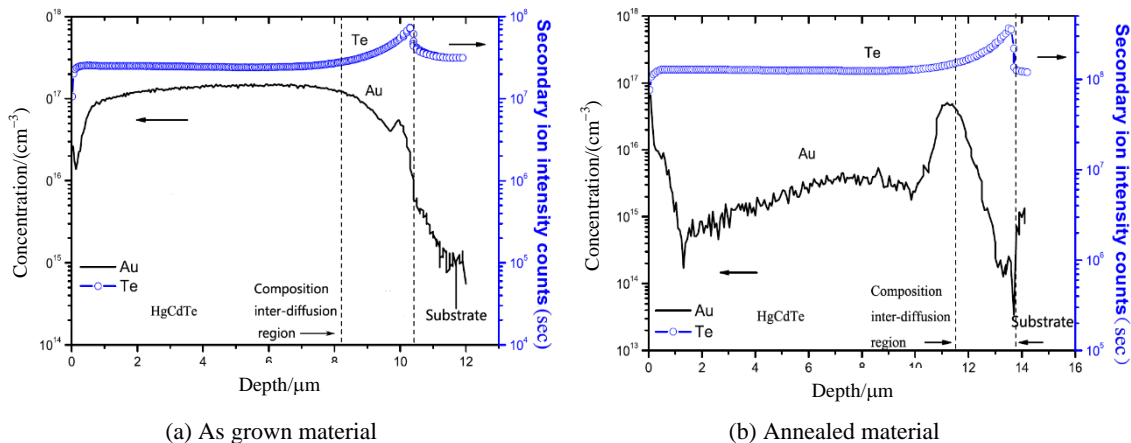 0^18
0^17
0^16
0^15
10^14
Concentration/(cm^−3)
Te
Au
Au
Te
HgCdTe
Composition
inter-diffusion
region
Substrate
0 2 4 6 8 10 12
Depth/μm
10^8
10^7
10^6
10^5
10^4
Secondary ion intensity counts (sec)
(a) As grown material
10^18
10^17
10^16
10^15
10^14
10^13
Concentration/(cm^−3)
Te
Au
Au
Te
HgCdTe
Composition
inter-diffusion
region
Substrate
0 2 4 6 8 10 12 14 16
Depth/μm
10^8
10^7
10^6
10^5
Secondary ion intensity counts (sec)
(b) Annealed material